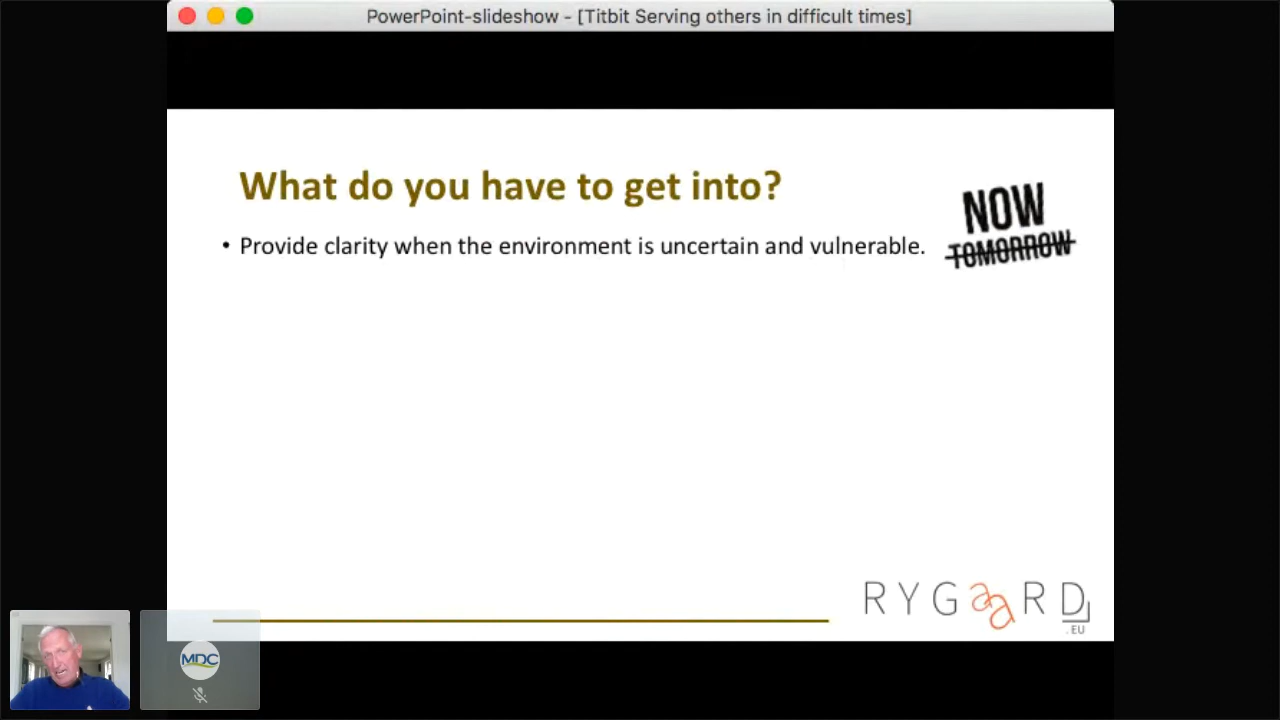 PowerPoint-slideshow - [Titbit Serving others in difficult times]
What do you have to get into?
• Provide clarity when the environment is uncertain and vulnerable.
NOW
TOMORROW
RYGaaRD
.EU
MDC